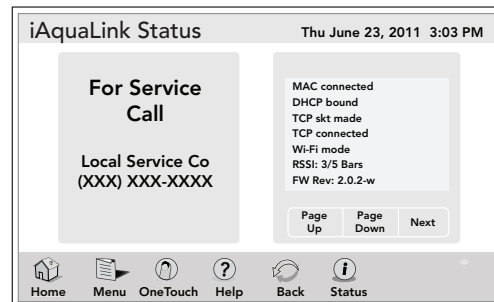 iAquaLink Status
Thu June 23, 2011 3:03 PM
For Service
Call
Local Service Co
(XXX) XXX-XXXX
MAC connected
DHCP bound
TCP skt made
TCP connected
Wi-Fi mode
RSSI: 3/5 Bars
FW Rev: 2.0.2-w
Page
Up
Page
Down
Next
Home
Menu
OneTouch
Help
Back
Status